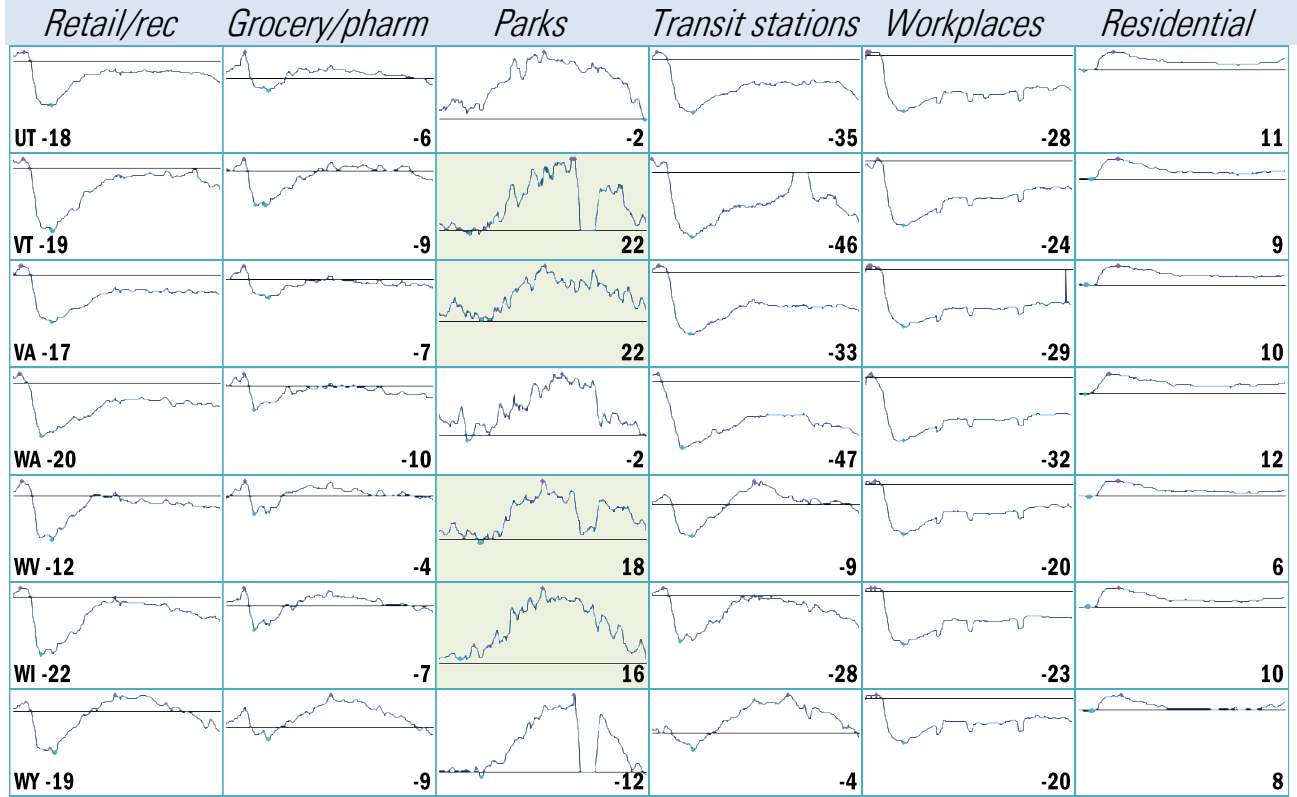 Retail/rec Grocery/pharm Parks Transit stations Workplaces Residential
UT -18 -6 -2 -35 -28 11
VT -19 -9 22 -46 -24 9
VA -17 -7 22 -33 -29 10
WA -20 -10 -2 -47 -32 12
WV -12 -4 18 -9 -20 6
WI -22 -7 16 -28 -23 10
WY -19 -9 -12 -4 -20 8